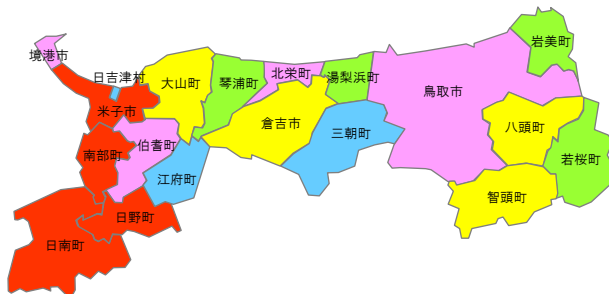 岩美町
境港市
日吉津村
大山町
琴浦町
北栄町
湯梨浜町
鳥取市
米子市
倉吉市
三朝町
八頭町
南部町
伯耆町
若桜町
江府町
智頭町
日野町
日南町